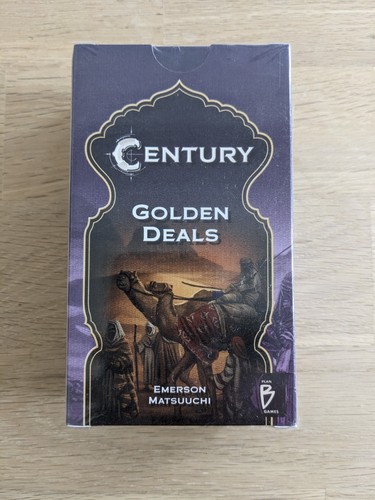 CENTURY
GOLDEN
DEALS
EMERSON
MATSUUCHI
PLAN
B
GAMES